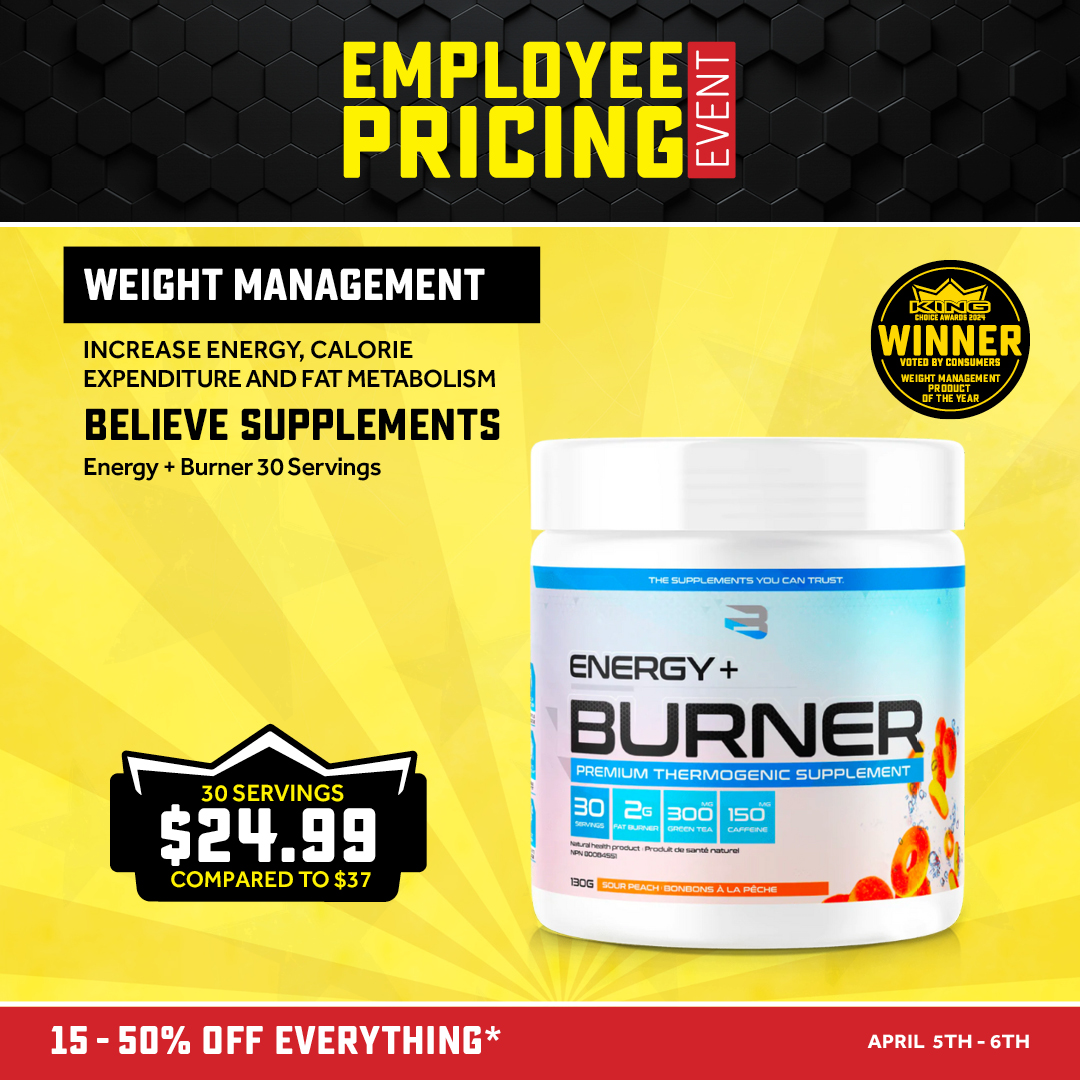 EMPLOYEE
PRICING
EVENT
WEIGHT MANAGEMENT
INCREASE ENERGY, CALORIE
EXPENDITURE AND FAT METABOLISM
BELIEVE SUPPLEMENTS
Energy + Burner 30 Servings
KING
CHOICE AWARDS 2024
WINNER
VOTED BY CONSUMERS
WEIGHT MANAGEMENT
PRODUCT
OF THE YEAR
THE SUPPLEMENTS YOU CAN TRUST.
ENERGY+
BURNER
PREMIUM THERMOGENIC SUPPLEMENT
30
SERVINGS
2G
FAT BURNER
300 MG
GREEN TEA
150 MG
CAFFEINE
Natural health product · Produit de santé naturel
NPN 80084551
130G SOUR PEACH · BONBONS À LA PÊCHE
30 SERVINGS
$24.99
COMPARED TO $37
15 - 50% OFF EVERYTHING*
APRIL 5TH - 6TH